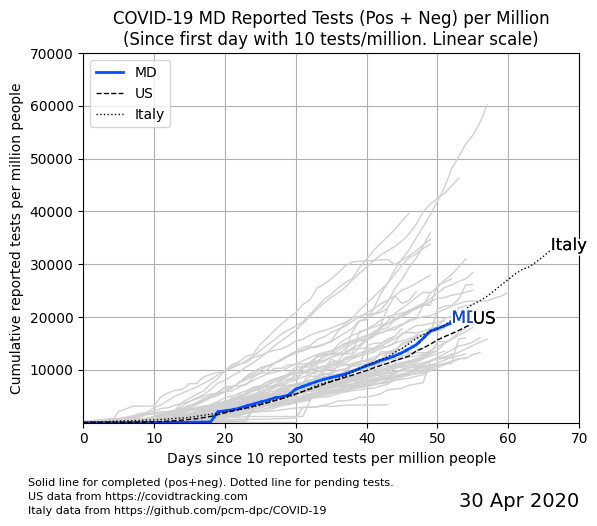 COVID-19 MD Reported Tests (Pos + Neg) per Million
(Since first day with 10 tests/million. Linear scale)
Cumulative reported tests per million people
70000
60000
50000
40000
30000
20000
10000
MD
US
Italy
Italy
MD
US
0 10 20 30 40 50 60 70
Days since 10 reported tests per million people
Solid line for completed (pos+neg). Dotted line for pending tests.
US data from https://covidtracking.com
Italy data from https://github.com/pcm-dpc/COVID-19
30 Apr 2020